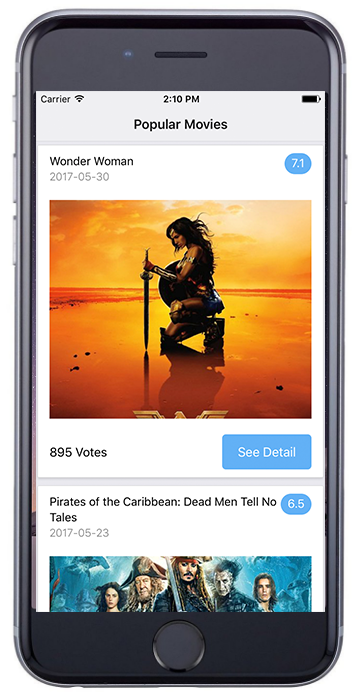 Carrier 2:10 PM
Popular Movies
Wonder Woman 7.1
2017-05-30
895 Votes See Detail
Pirates of the Caribbean: Dead Men Tell No 6.5
Tales
2017-05-23